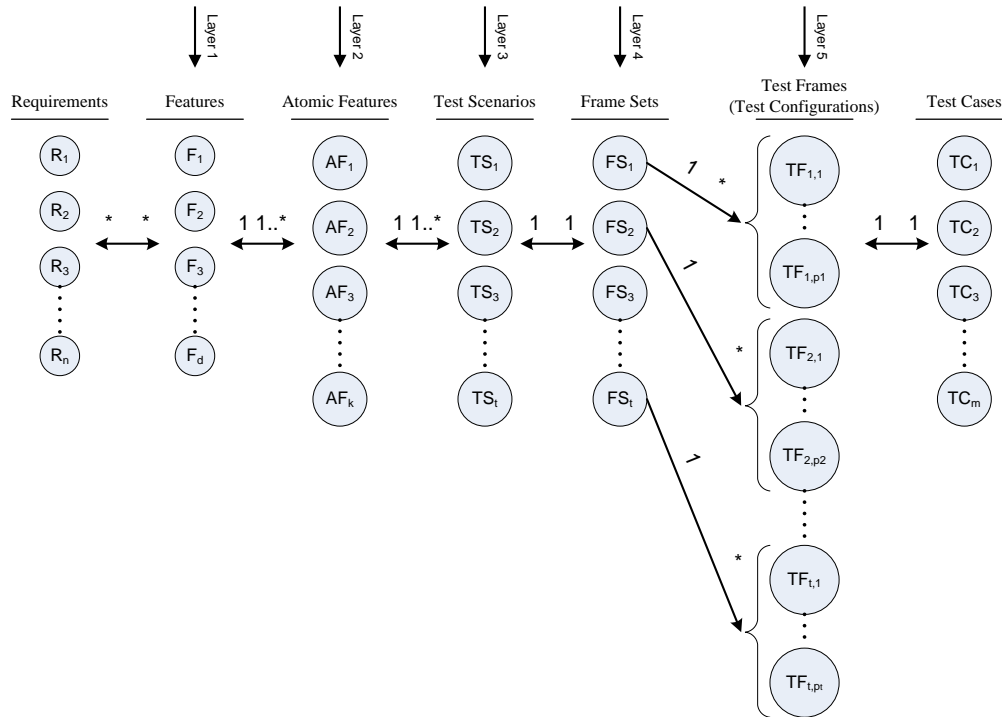 Layer 1
Layer 2
Layer 3
Layer 4
Layer 5
Requirements
Features
Atomic Features
Test Scenarios
Frame Sets
Test Frames
(Test Configurations)
Test Cases
R1
R2
R3
Rn
* *
F1
F2
F3
Fd
1 1..*
AF1
AF2
AF3
AFk
1 1..*
TS1
TS2
TS3
TSt
1 1
FS1
FS2
FS3
FSt
1 *
1 *
1 *
TF1,1
TF1,p1
TF2,1
TF2,p2
TFt,1
TFt,pt
1 1
TC1
TC2
TC3
TCm